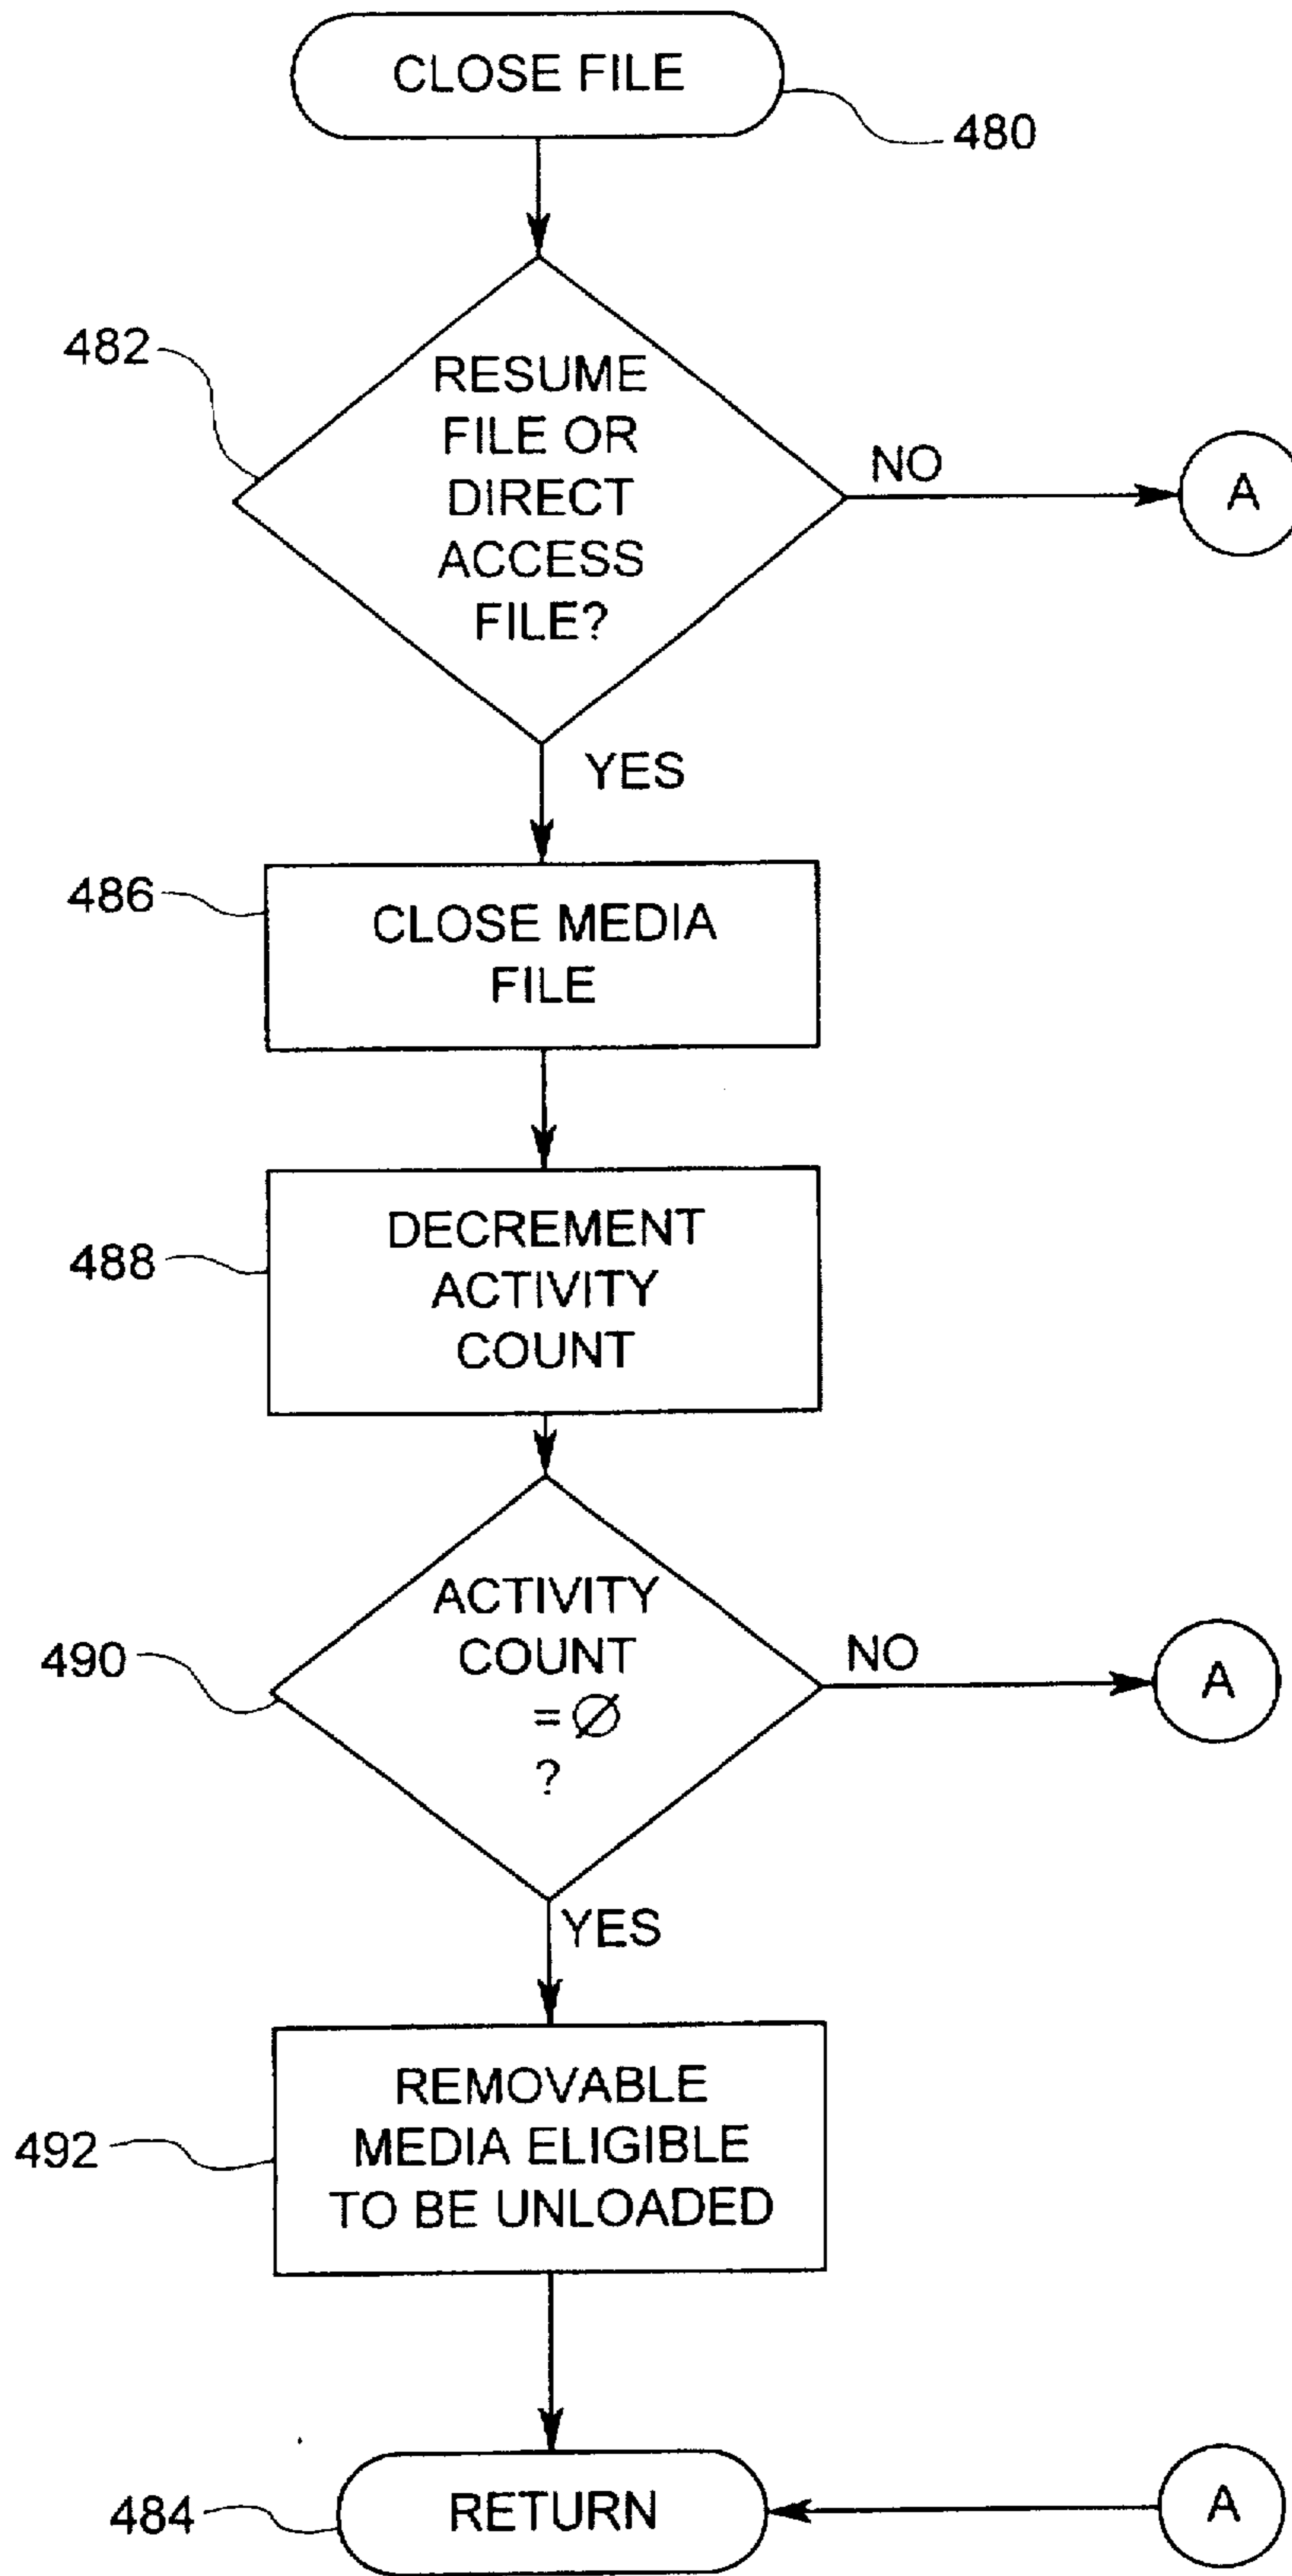 CLOSE FILE
480
482
RESUME
FILE OR
DIRECT
ACCESS
FILE?
NO
A
YES
486
CLOSE MEDIA
FILE
488
DECREMENT
ACTIVITY
COUNT
490
ACTIVITY
COUNT
= ∅
?
NO
A
YES
492
REMOVABLE
MEDIA ELIGIBLE
TO BE UNLOADED
484
RETURN
A